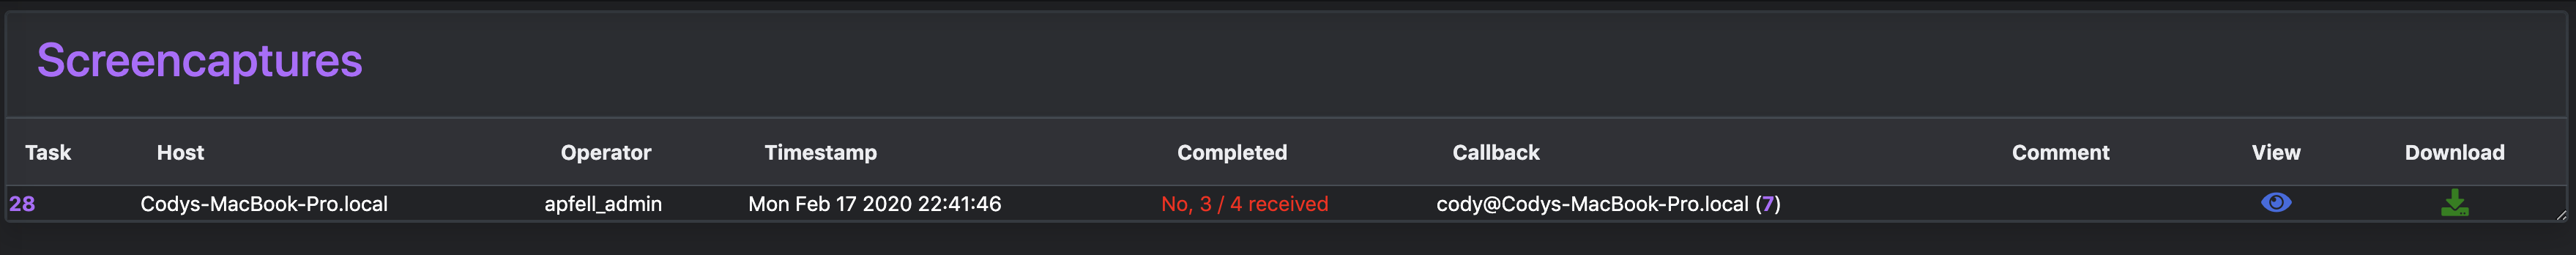 Screencaptures
Task Host Operator Timestamp Completed Callback Comment View Download
28 Codys-MacBook-Pro.local apfell_admin Mon Feb 17 2020 22:41:46 No, 3 / 4 received cody@Codys-MacBook-Pro.local (7)